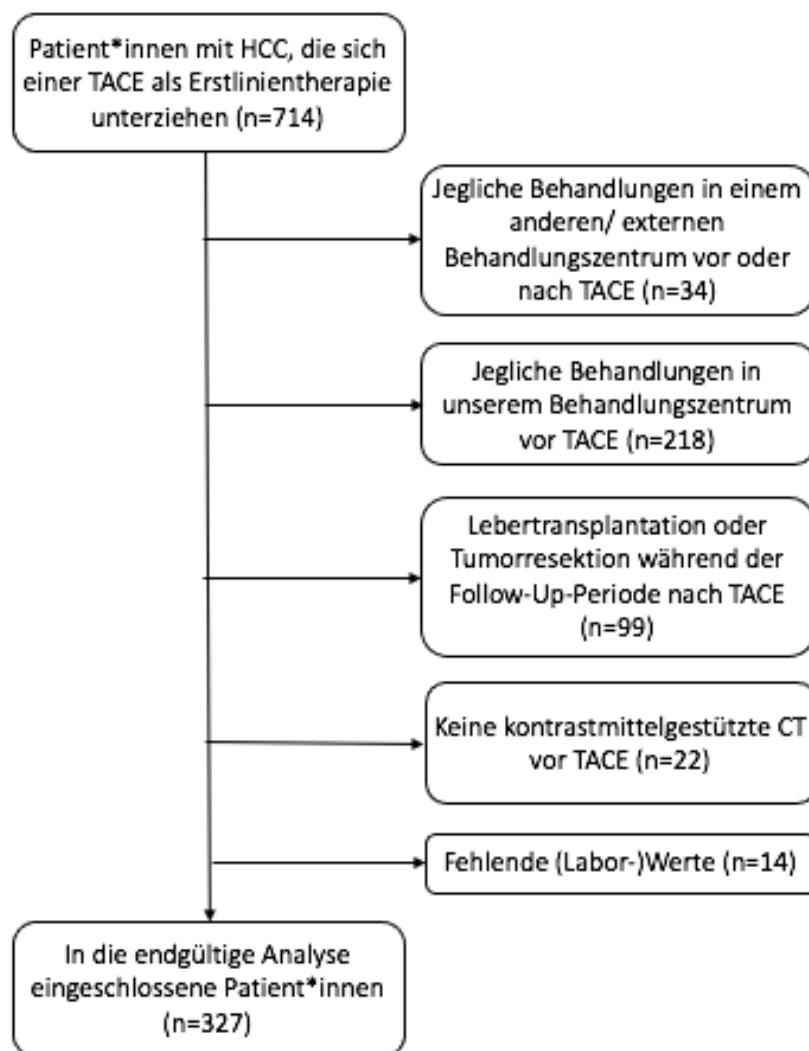 Patient*innen mit HCC, die sich
einer TACE als Erstlinientherapie
unterziehen (n=714)
Jegliche Behandlungen in einem
anderen/ externen
Behandlungszentrum vor oder
nach TACE (n=34)
Jegliche Behandlungen in
unserem Behandlungszentrum
vor TACE (n=218)
Lebertransplantation oder
Tumorresektion während der
Follow-Up-Periode nach TACE
(n=99)
Keine kontrastmittelgestützte CT
vor TACE (n=22)
Fehlende (Labor-)Werte (n=14)
In die endgültige Analyse
eingeschlossene Patient*innen
(n=327)